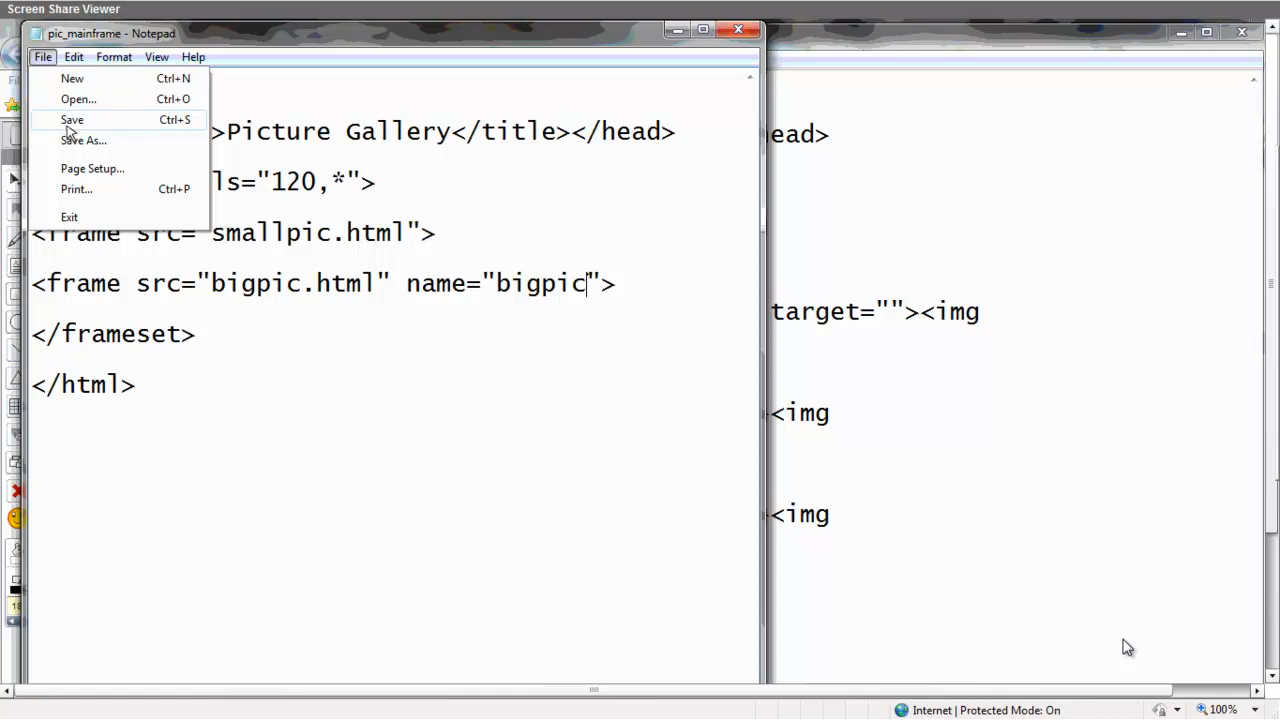 Screen Share Viewer
pic_mainframe - Notepad
File Edit Format View Help
New Ctrl+N
Open... Ctrl+O
Save Ctrl+S
Save As...
Page Setup...
Print... Ctrl+P
Exit
>Picture Gallery</title></head>
ls="120,*">
<frame src="smallpic.html">
<frame src="bigpic.html" name="bigpic">
</frameset>
</html>
ead>
target=""><img
><img
><img
Internet | Protected Mode: On
100%